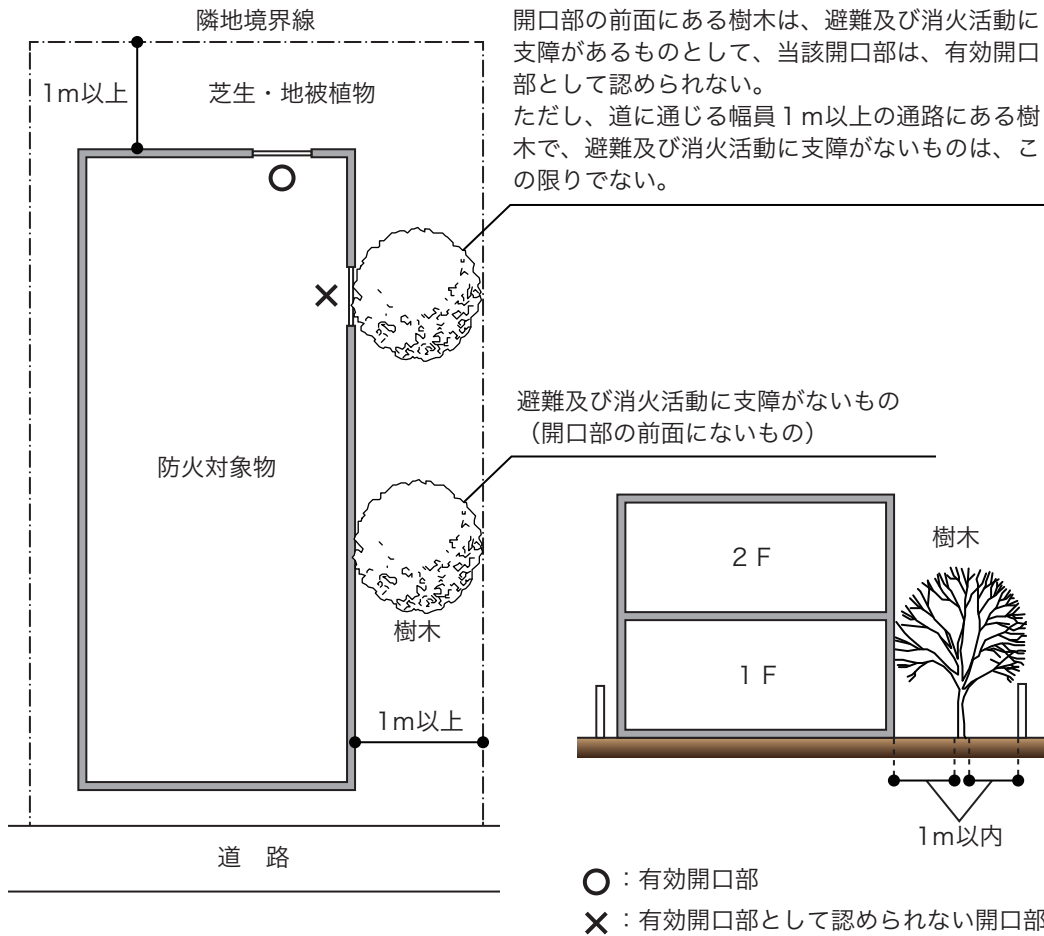 隣地境界線
1m以上
芝生・地被植物
開口部の前面にある樹木は、避難及び消火活動に
支障があるものとして、当該開口部は、有効開口
部として認められない。
ただし、道に通じる幅員１m以上の通路にある樹
木で、避難及び消火活動に支障がないものは、こ
の限りでない。
避難及び消火活動に支障がないもの
（開口部の前面にないもの）
防火対象物
樹木
1m以上
道　路
2 F
1 F
樹木
1m以内
○：有効開口部
×：有効開口部として認められない開口部